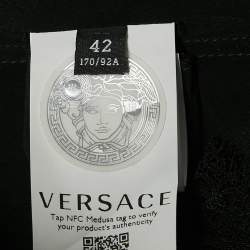 42
170/92A
VERSACE
Tap NFC Medusa tag to verify
your product's authenticity